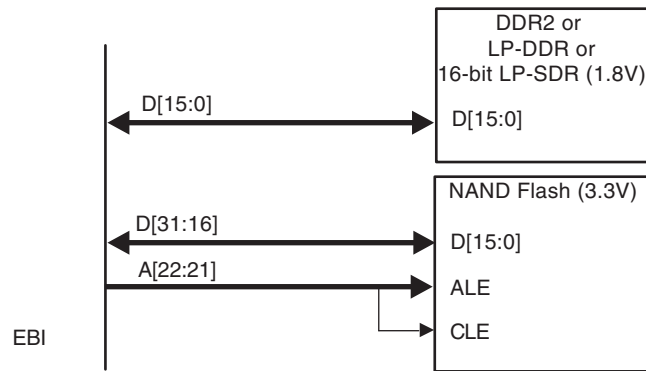 DDR2 or
LP-DDR or
16-bit LP-SDR (1.8V)
D[15:0]
D[15:0]
NAND Flash (3.3V)
D[31:16]
D[15:0]
A[22:21]
ALE
CLE
EBI